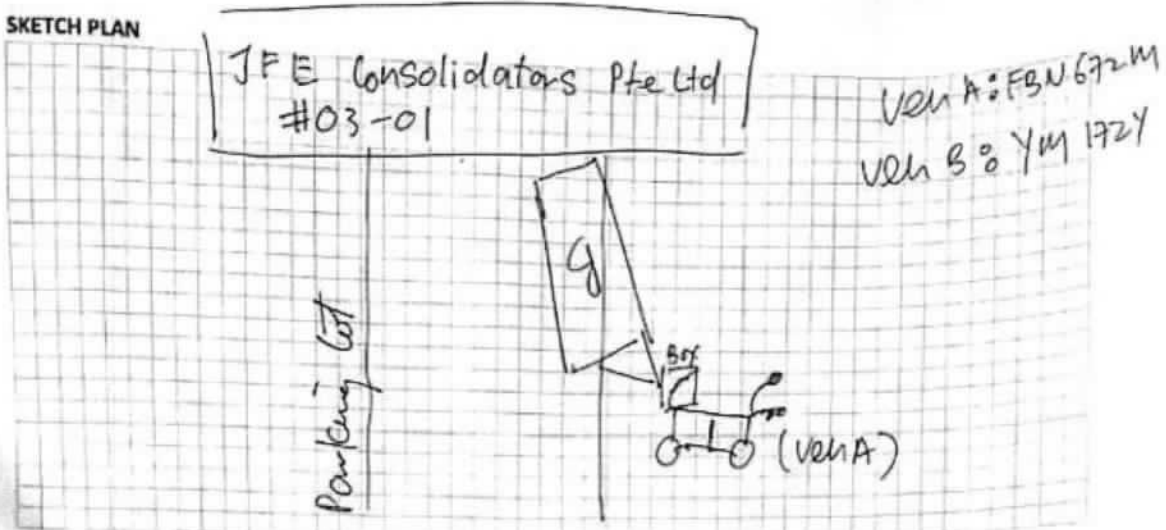 SKETCH PLAN
JFE Consolidators Pte Ltd
#03-01
Veh A: FBN672M
Veh B: YM 172Y
Parking Lot
Box
(Veh A)